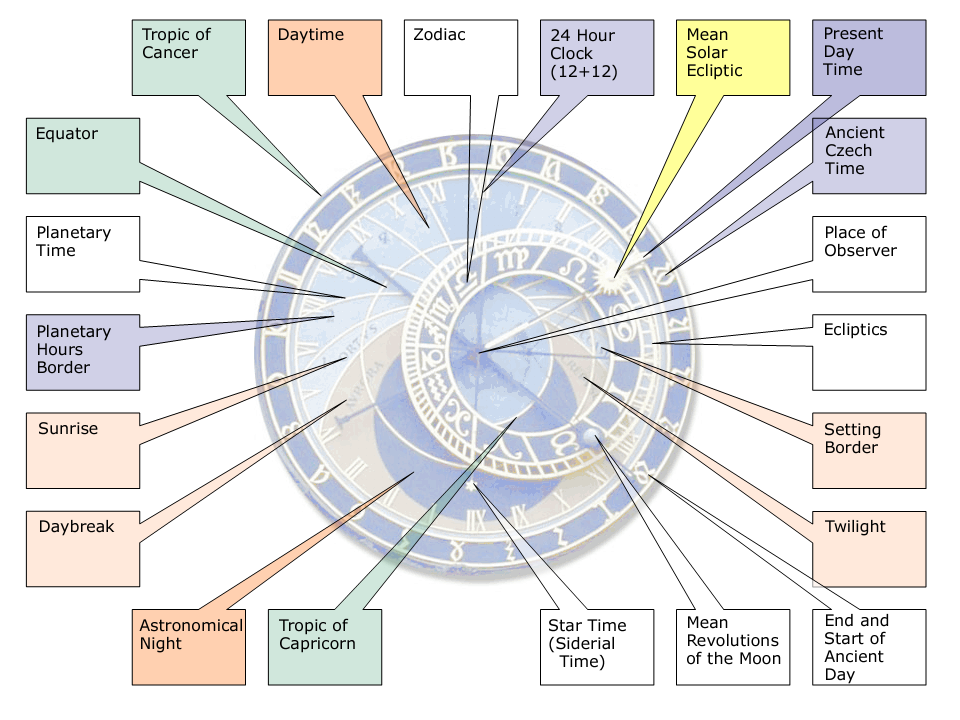 Tropic of
Cancer
Daytime
Zodiac
24 Hour
Clock
(12+12)
Mean
Solar
Ecliptic
Present
Day
Time
Equator
Ancient
Czech
Time
Planetary
Time
Place of
Observer
Planetary
Hours
Border
Ecliptics
Sunrise
Setting
Border
Daybreak
Twilight
Astronomical
Night
Tropic of
Capricorn
Star Time
(Siderial
Time)
Mean
Revolutions
of the Moon
End and
Start of
Ancient
Day